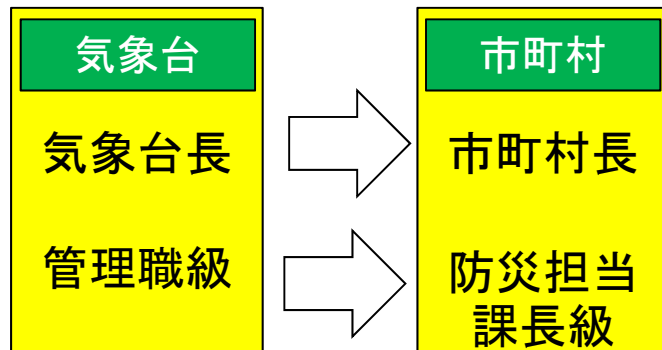 気象台
気象台長
管理職級
市町村
市町村長
防災担当
課長級